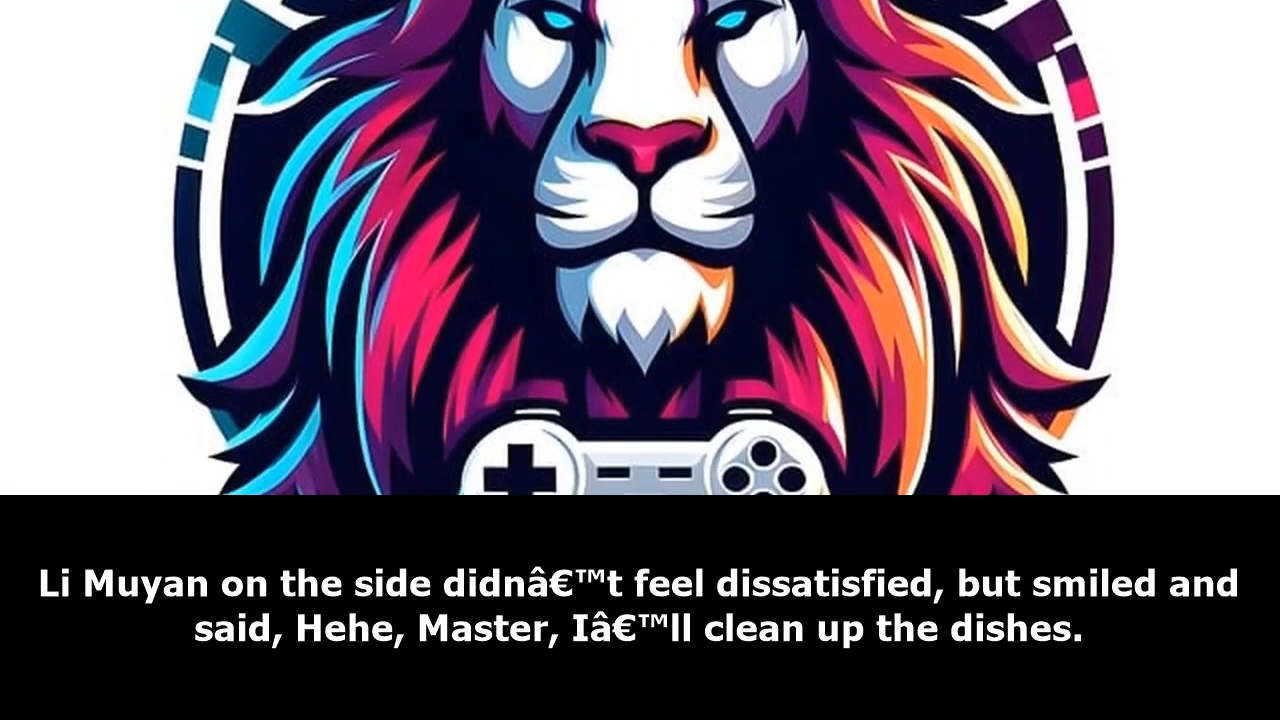 Li Muyan on the side didnâ€™t feel dissatisfied, but smiled and
said, Hehe, Master, Iâ€™ll clean up the dishes.